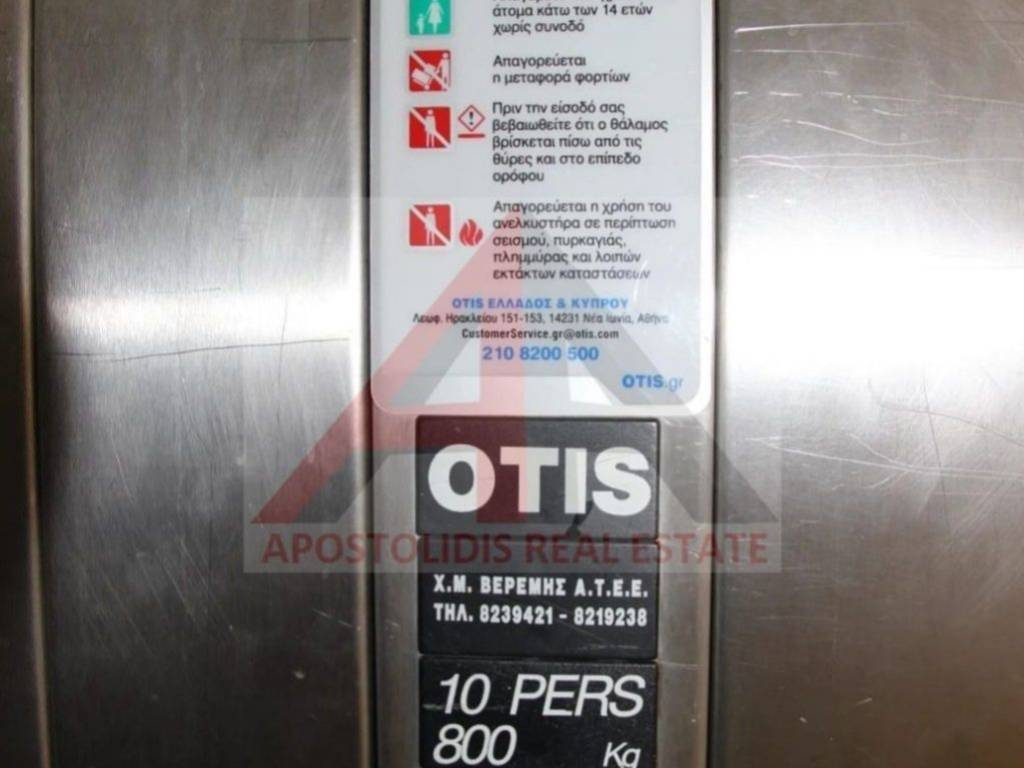 άτομα κάτω των 14 ετών
χωρίς συνοδό
Απαγορεύεται
η μεταφορά φορτίων
Πριν την είσοδό σας
βεβαιωθείτε ότι ο θάλαμος
βρίσκεται πίσω από τις
θύρες και στο επίπεδο
ορόφου
Απαγορεύεται η χρήση του
ανελκυστήρα σε περίπτωση
σεισμού, πυρκαγιάς,
πλημμύρας και λοιπών
εκτάκτων καταστάσεων
OTIS ΕΛΛΑΔΟΣ & ΚΥΠΡΟΥ
Λεωφ. Ηρακλείου 151-153, 14231 Νέα Ιωνία, Αθήνα
CustomerService.gr@otis.com
210 8200 500
OTIS.gr
OTIS
APOSTOLIDIS REAL ESTATE
Χ.Μ. ΒΕΡΕΜΗΣ Α.Τ.Ε.Ε.
ΤΗΛ. 8239421 - 8219238
10 PERS
800 Kg